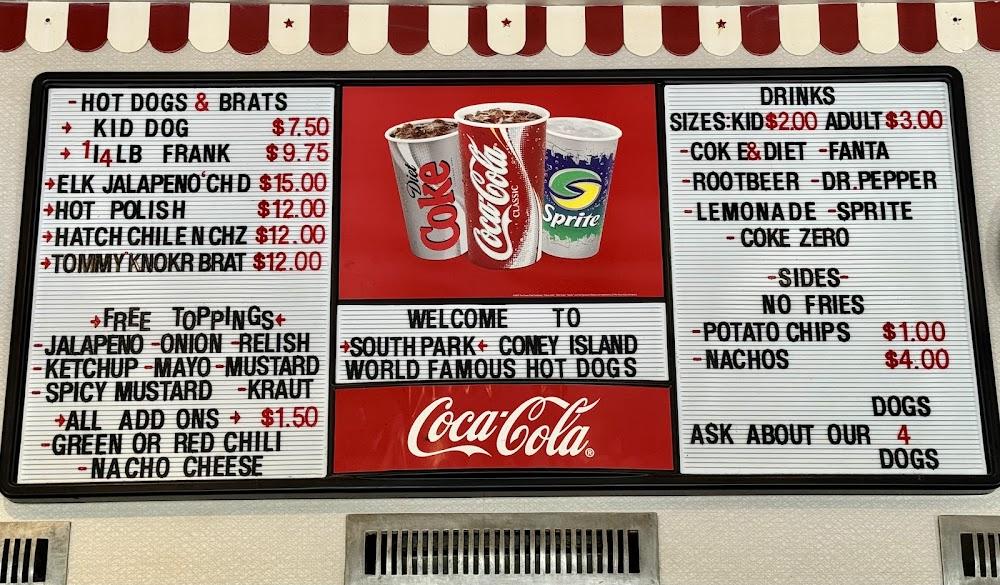 -HOT DOGS & BRATS
→ KID DOG $7.50
→ 1/4LB FRANK $9.75
→ELK JALAPENO'CHD $15.00
→HOT POLISH $12.00
→HATCH CHILE N CHZ $12.00
→TOMMY'KNOKR BRAT $12.00
→FREE TOPPINGS←
-JALAPENO -ONION -RELISH
-KETCHUP -MAYO -MUSTARD
-SPICY MUSTARD -KRAUT
→ALL ADD ONS → $1.50
-GREEN OR RED CHILI
-NACHO CHEESE
Diet Coke
Coca-Cola
CLASSIC
Sprite
WELCOME TO
→SOUTH PARK← CONEY ISLAND
WORLD FAMOUS HOT DOGS
Coca-Cola®
DRINKS
SIZES:KID$2.00 ADULT$3.00
-COKE&DIET -FANTA
-ROOTBEER -DR.PEPPER
-LEMONADE -SPRITE
-COKE ZERO
-SIDES-
NO FRIES
-POTATO CHIPS $1.00
-NACHOS $4.00
DOGS
ASK ABOUT OUR 4
DOGS